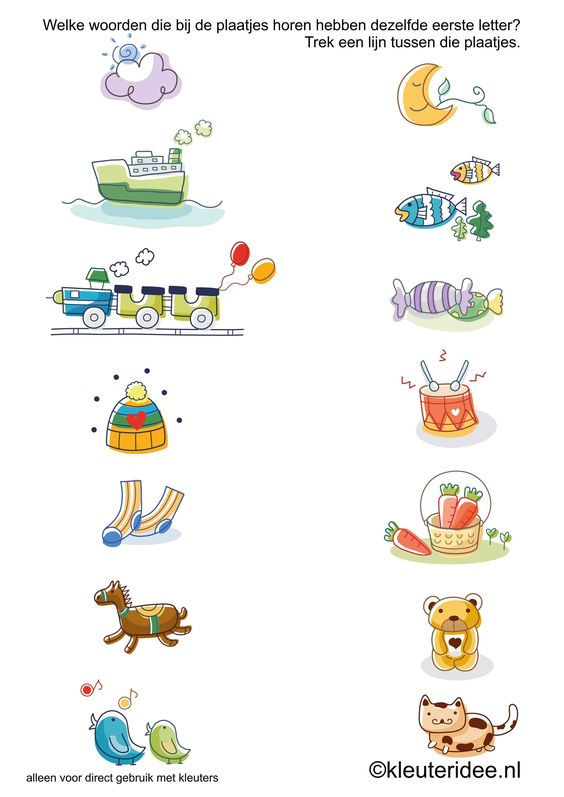 Welke woorden die bij de plaatjes horen hebben dezelfde eerste letter?
Trek een lijn tussen die plaatjes.
alleen voor direct gebruik met kleuters
©kleuteridee.nl